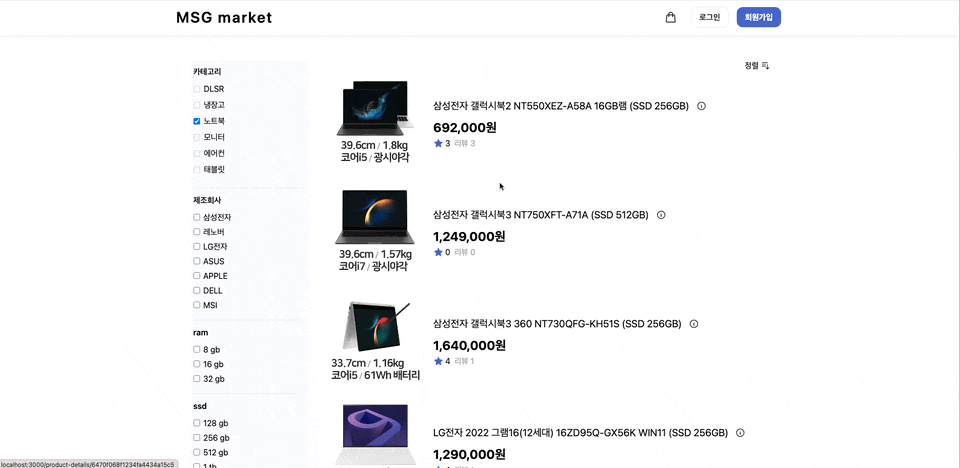 MSG market
로그인
회원가입
정렬
카테고리
DLSR
냉장고
노트북
모니터
에어컨
태블릿
제조회사
삼성전자
레노버
LG전자
ASUS
APPLE
DELL
MSI
ram
8 gb
16 gb
32 gb
ssd
128 gb
256 gb
512 gb
1 tb
39.6cm / 1.8kg
코어i5 / 광시야각
삼성전자 갤럭시북2 NT550XEZ-A58A 16GB램 (SSD 256GB)
692,000원
3 리뷰 3
39.6cm / 1.57kg
코어i7 / 광시야각
삼성전자 갤럭시북3 NT750XFT-A71A (SSD 512GB)
1,249,000원
0 리뷰 0
33.7cm / 1.16kg
코어i5 / 61Wh 배터리
삼성전자 갤럭시북3 360 NT730QFG-KH51S (SSD 256GB)
1,640,000원
4 리뷰 1
LG전자 2022 그램16(12세대) 16ZD95Q-GX56K WIN11 (SSD 256GB)
1,290,000원
localhost:3000/product-details/6470f068f1234fa4434a15c5